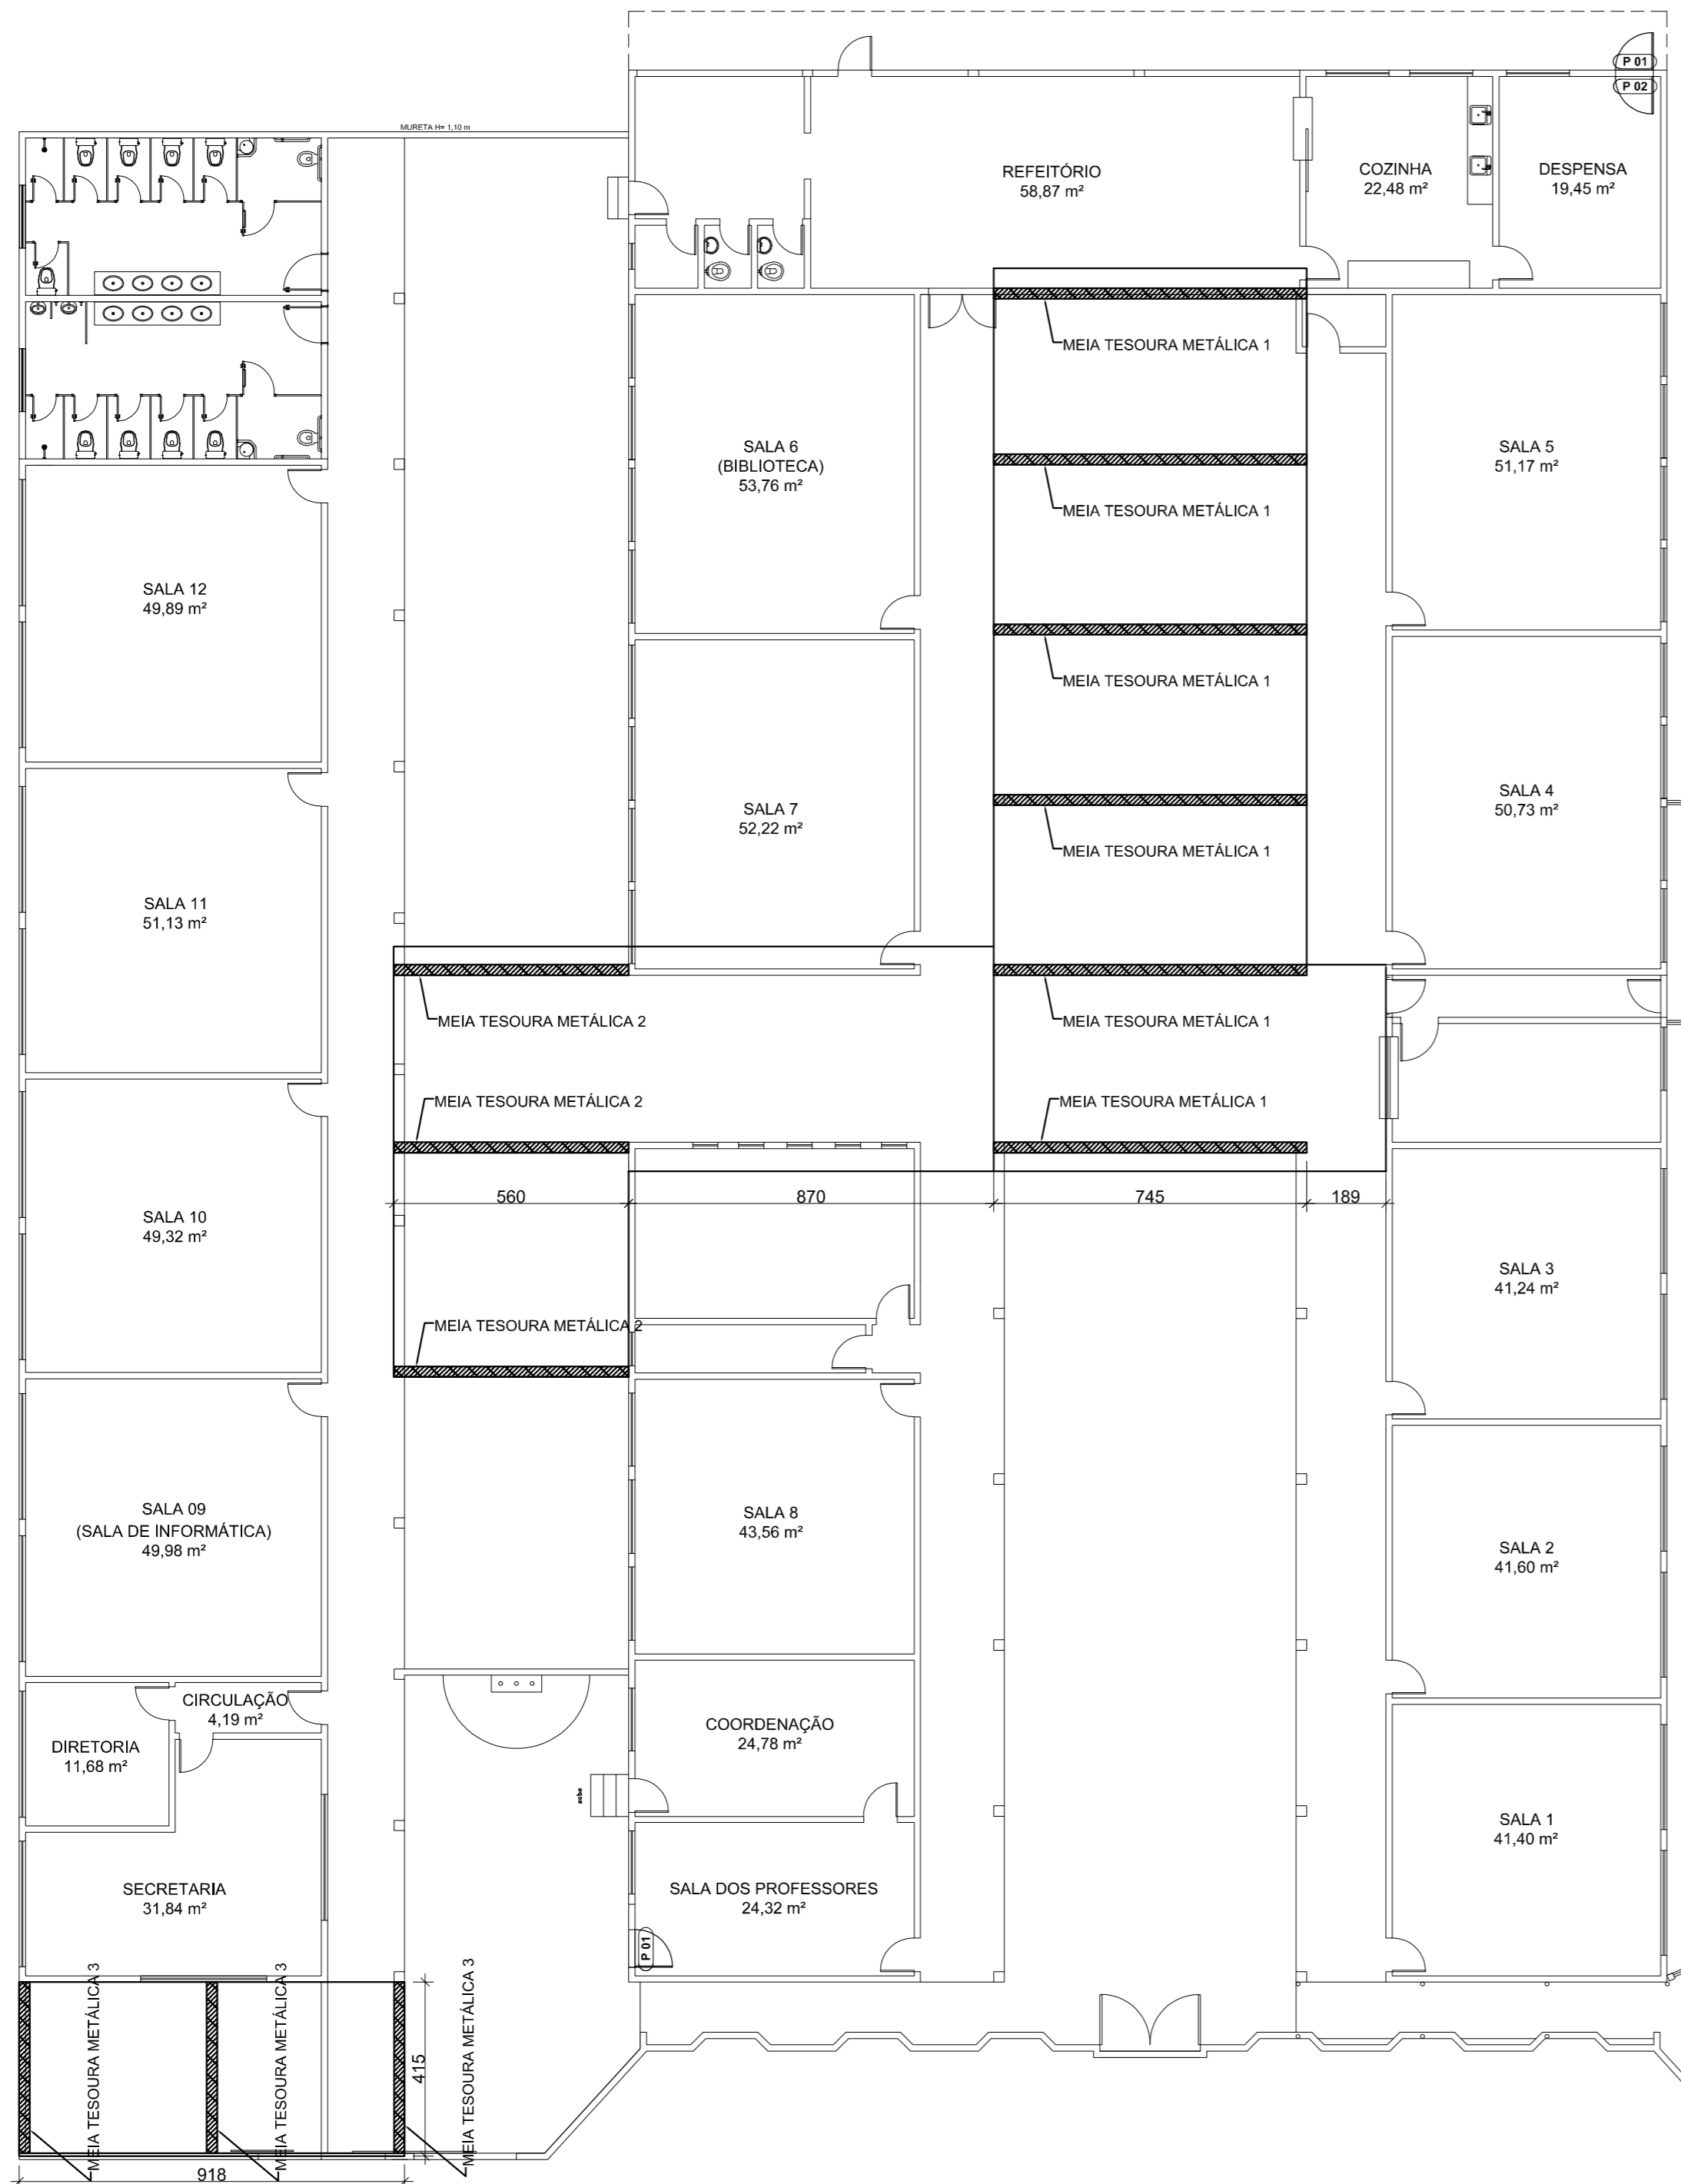 P 01
P 02
MURETA H= 1,10 m
REFEITÓRIO
58,87 m²
COZINHA
22,48 m²
DESPENSA
19,45 m²
MEIA TESOURA METÁLICA 1
SALA 6
(BIBLIOTECA)
53,76 m²
SALA 5
51,17 m²
MEIA TESOURA METÁLICA 1
SALA 12
49,89 m²
MEIA TESOURA METÁLICA 1
SALA 7
52,22 m²
SALA 4
50,73 m²
MEIA TESOURA METÁLICA 1
SALA 11
51,13 m²
MEIA TESOURA METÁLICA 2
MEIA TESOURA METÁLICA 1
MEIA TESOURA METÁLICA 2
MEIA TESOURA METÁLICA 1
560
870
745
189
SALA 10
49,32 m²
SALA 3
41,24 m²
MEIA TESOURA METÁLICA 2
SALA 09
(SALA DE INFORMÁTICA)
49,98 m²
SALA 8
43,56 m²
SALA 2
41,60 m²
CIRCULAÇÃO
4,19 m²
DIRETORIA
11,68 m²
COORDENAÇÃO
24,78 m²
sobe
SALA 1
41,40 m²
SECRETARIA
31,84 m²
SALA DOS PROFESSORES
24,32 m²
P 01
MEIA TESOURA METÁLICA 3
MEIA TESOURA METÁLICA 3
MEIA TESOURA METÁLICA 3
415
918